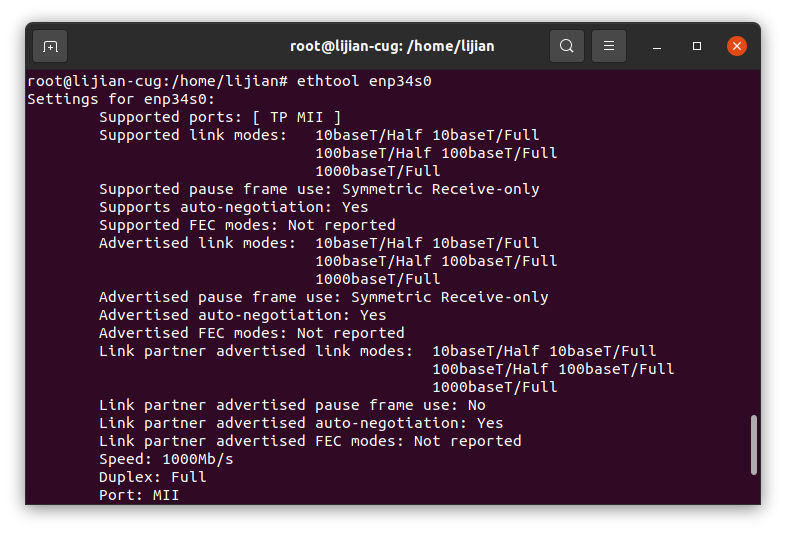 root@lijian-cug: /home/lijian
root@lijian-cug:/home/lijian# ethtool enp34s0
Settings for enp34s0:
Supported ports: [ TP MII ]
Supported link modes:   10baseT/Half 10baseT/Full
100baseT/Half 100baseT/Full
1000baseT/Full
Supported pause frame use: Symmetric Receive-only
Supports auto-negotiation: Yes
Supported FEC modes: Not reported
Advertised link modes:  10baseT/Half 10baseT/Full
100baseT/Half 100baseT/Full
1000baseT/Full
Advertised pause frame use: Symmetric Receive-only
Advertised auto-negotiation: Yes
Advertised FEC modes: Not reported
Link partner advertised link modes:  10baseT/Half 10baseT/Full
100baseT/Half 100baseT/Full
1000baseT/Full
Link partner advertised pause frame use: No
Link partner advertised auto-negotiation: Yes
Link partner advertised FEC modes: Not reported
Speed: 1000Mb/s
Duplex: Full
Port: MII